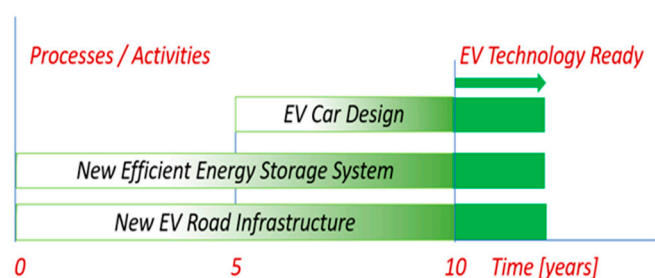 Processes / Activities
EV Technology Ready
EV Car Design
New Efficient Energy Storage System
New EV Road Infrastructure
0 5 10 Time [years]